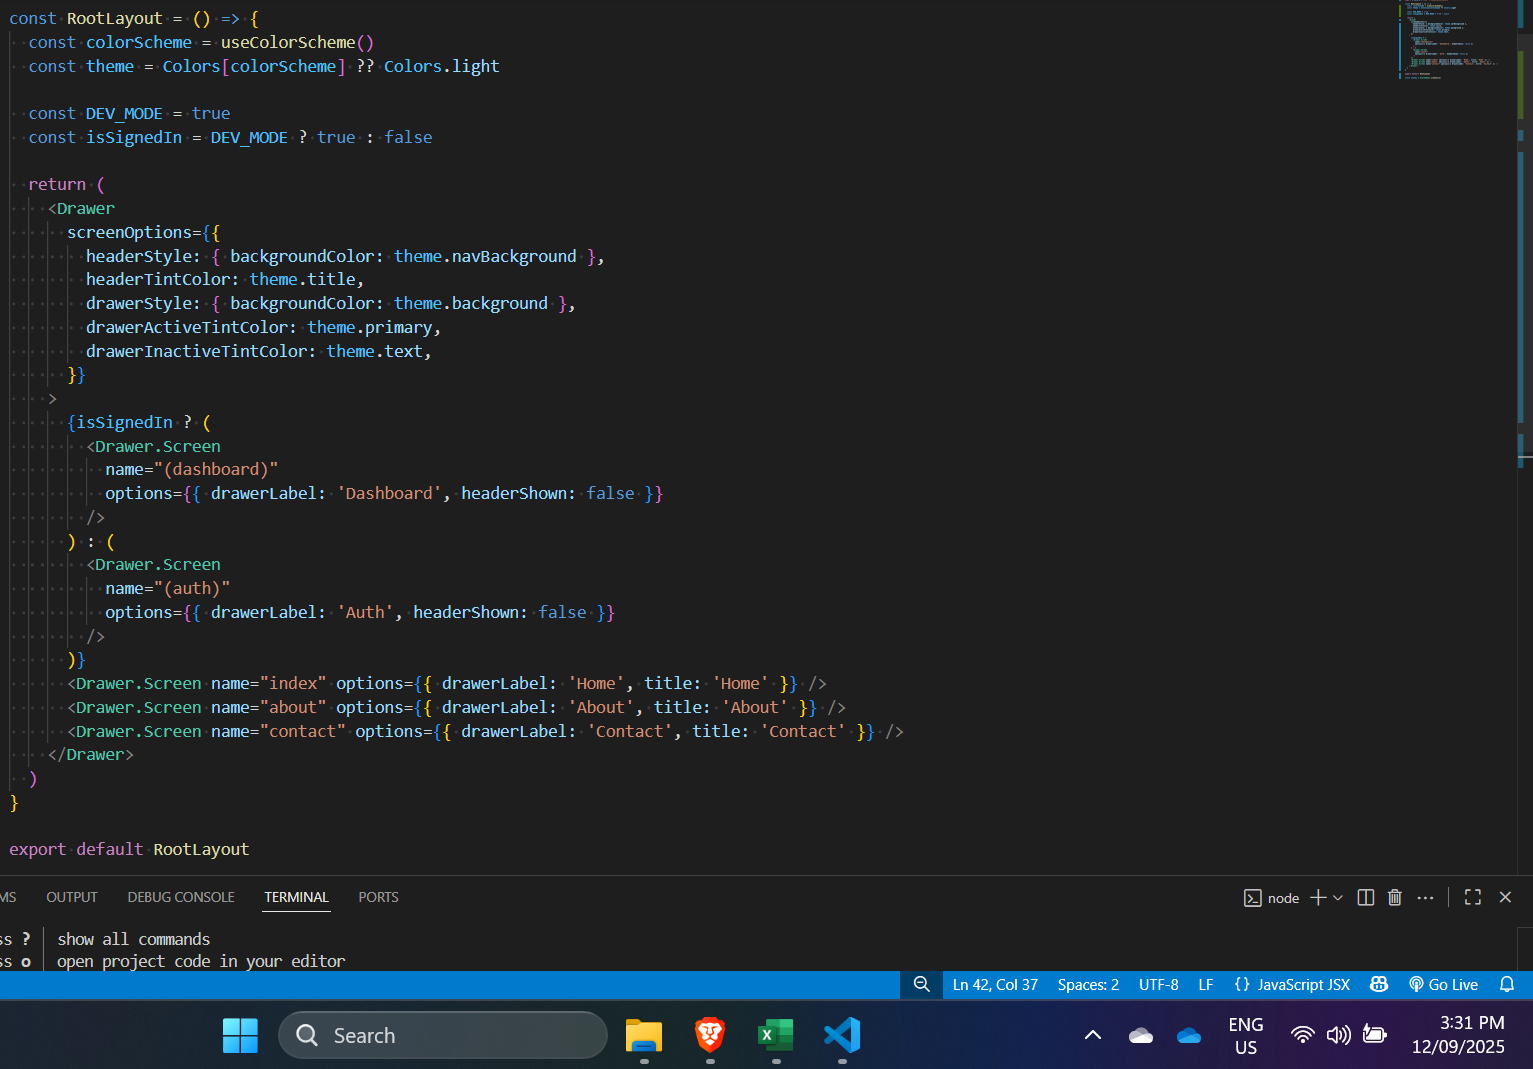 const RootLayout = () => {
  const colorScheme = useColorScheme()
  const theme = Colors[colorScheme] ?? Colors.light

  const DEV_MODE = true
  const isSignedIn = DEV_MODE ? true : false

  return (
    <Drawer
      screenOptions={{
        headerStyle: { backgroundColor: theme.navBackground },
        headerTintColor: theme.title,
        drawerStyle: { backgroundColor: theme.background },
        drawerActiveTintColor: theme.primary,
        drawerInactiveTintColor: theme.text,
      }}
    >
      {isSignedIn ? (
        <Drawer.Screen
          name="(dashboard)"
          options={{ drawerLabel: 'Dashboard', headerShown: false }}
        />
      ) : (
        <Drawer.Screen
          name="(auth)"
          options={{ drawerLabel: 'Auth', headerShown: false }}
        />
      )}
      <Drawer.Screen name="index" options={{ drawerLabel: 'Home', title: 'Home' }} />
      <Drawer.Screen name="about" options={{ drawerLabel: 'About', title: 'About' }} />
      <Drawer.Screen name="contact" options={{ drawerLabel: 'Contact', title: 'Contact' }} />
    </Drawer>
  )
}

export default RootLayout
MS OUTPUT DEBUG CONSOLE TERMINAL PORTS node
ss ? │ show all commands
ss o │ open project code in your editor
Ln 42, Col 37 Spaces: 2 UTF-8 LF {} JavaScript JSX Go Live
Search
ENG
US
3:31 PM
12/09/2025